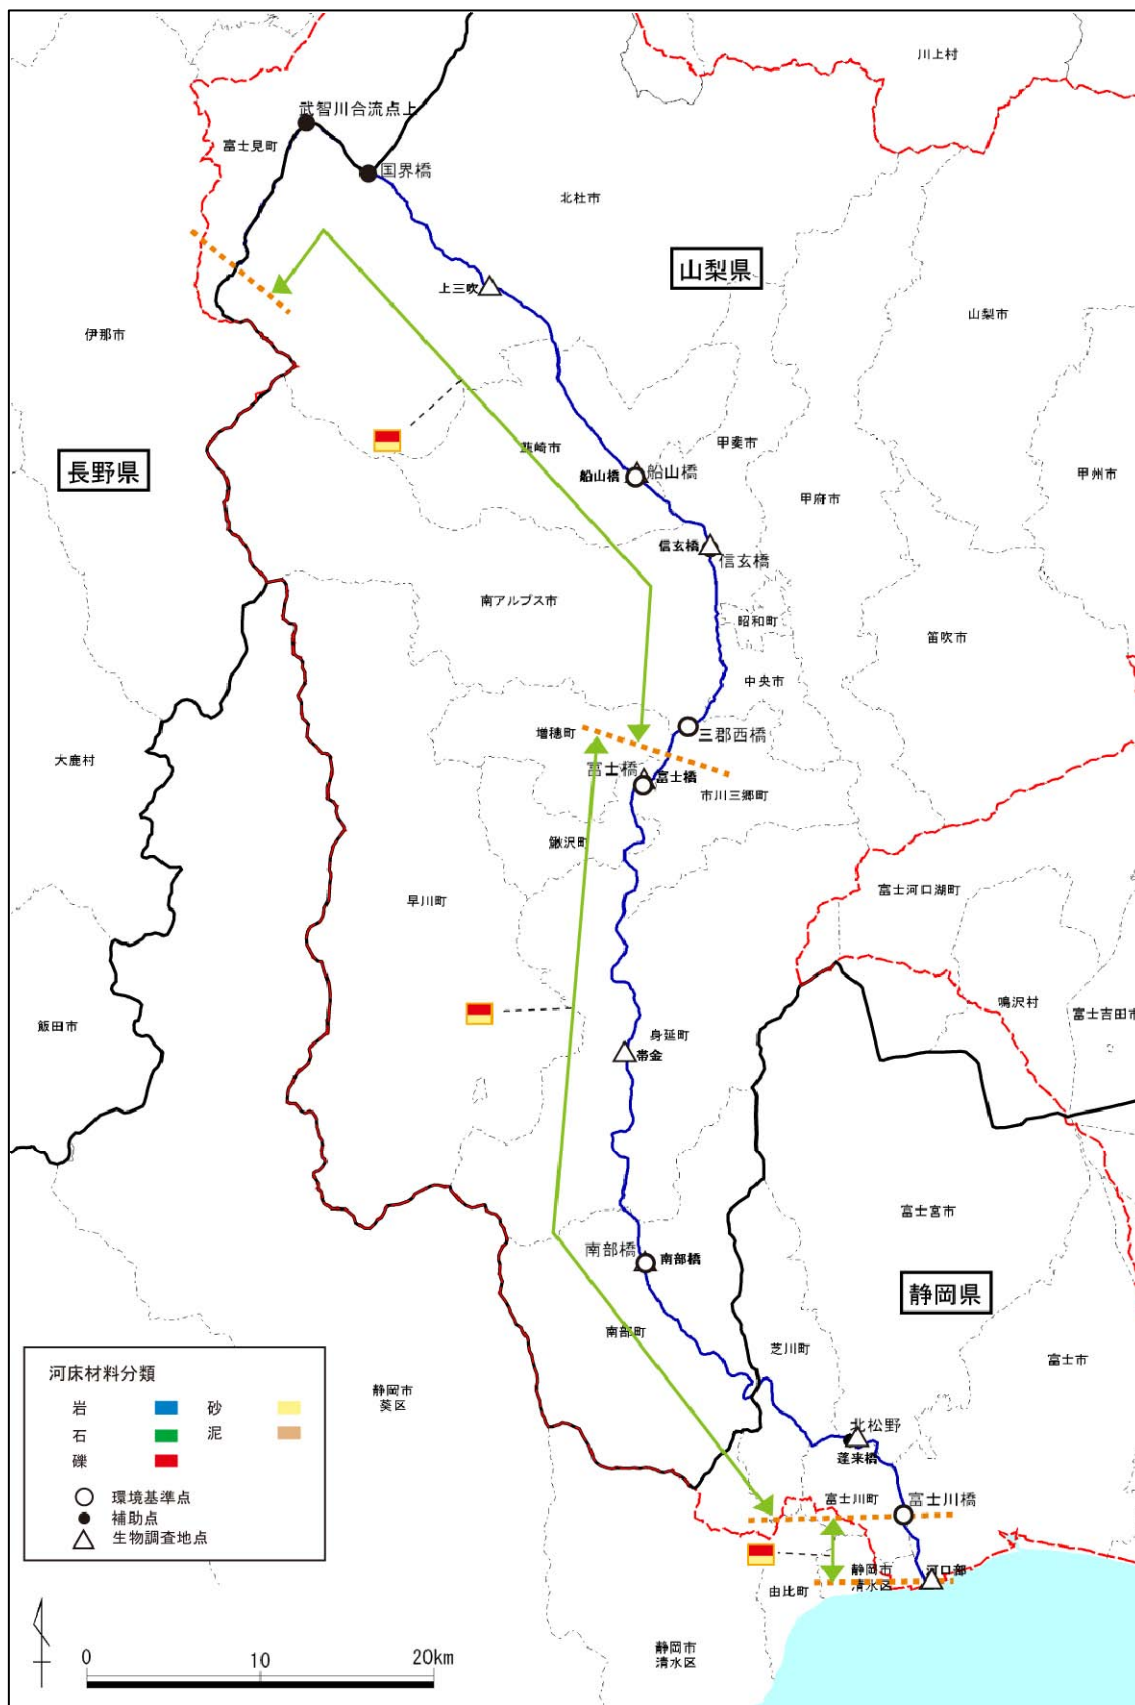 川上村
武智川合流点上
富士見町
国界橋
北杜市
山梨県
上三吹
山梨市
伊那市
長野県
韮崎市
甲斐市
船山橋
船山橋
甲府市
甲州市
信玄橋
信玄橋
南アルプス市
昭和町
笛吹市
中央市
増穂町
三郡西橋
大鹿村
富士橋
富士橋
市川三郷町
鰍沢町
早川町
富士河口湖町
鳴沢村
飯田市
富士吉田市
身延町
帯金
富士宮市
南部橋
南部橋
静岡県
南部町
芝川町
富士市
静岡市
葵区
北松野
蓬来橋
富士川町
富士川橋
静岡市
清水区
河口部
由比町
静岡市
清水区
河床材料分類
岩
砂
石
泥
礫
環境基準点
補助点
生物調査地点
0
10
20km